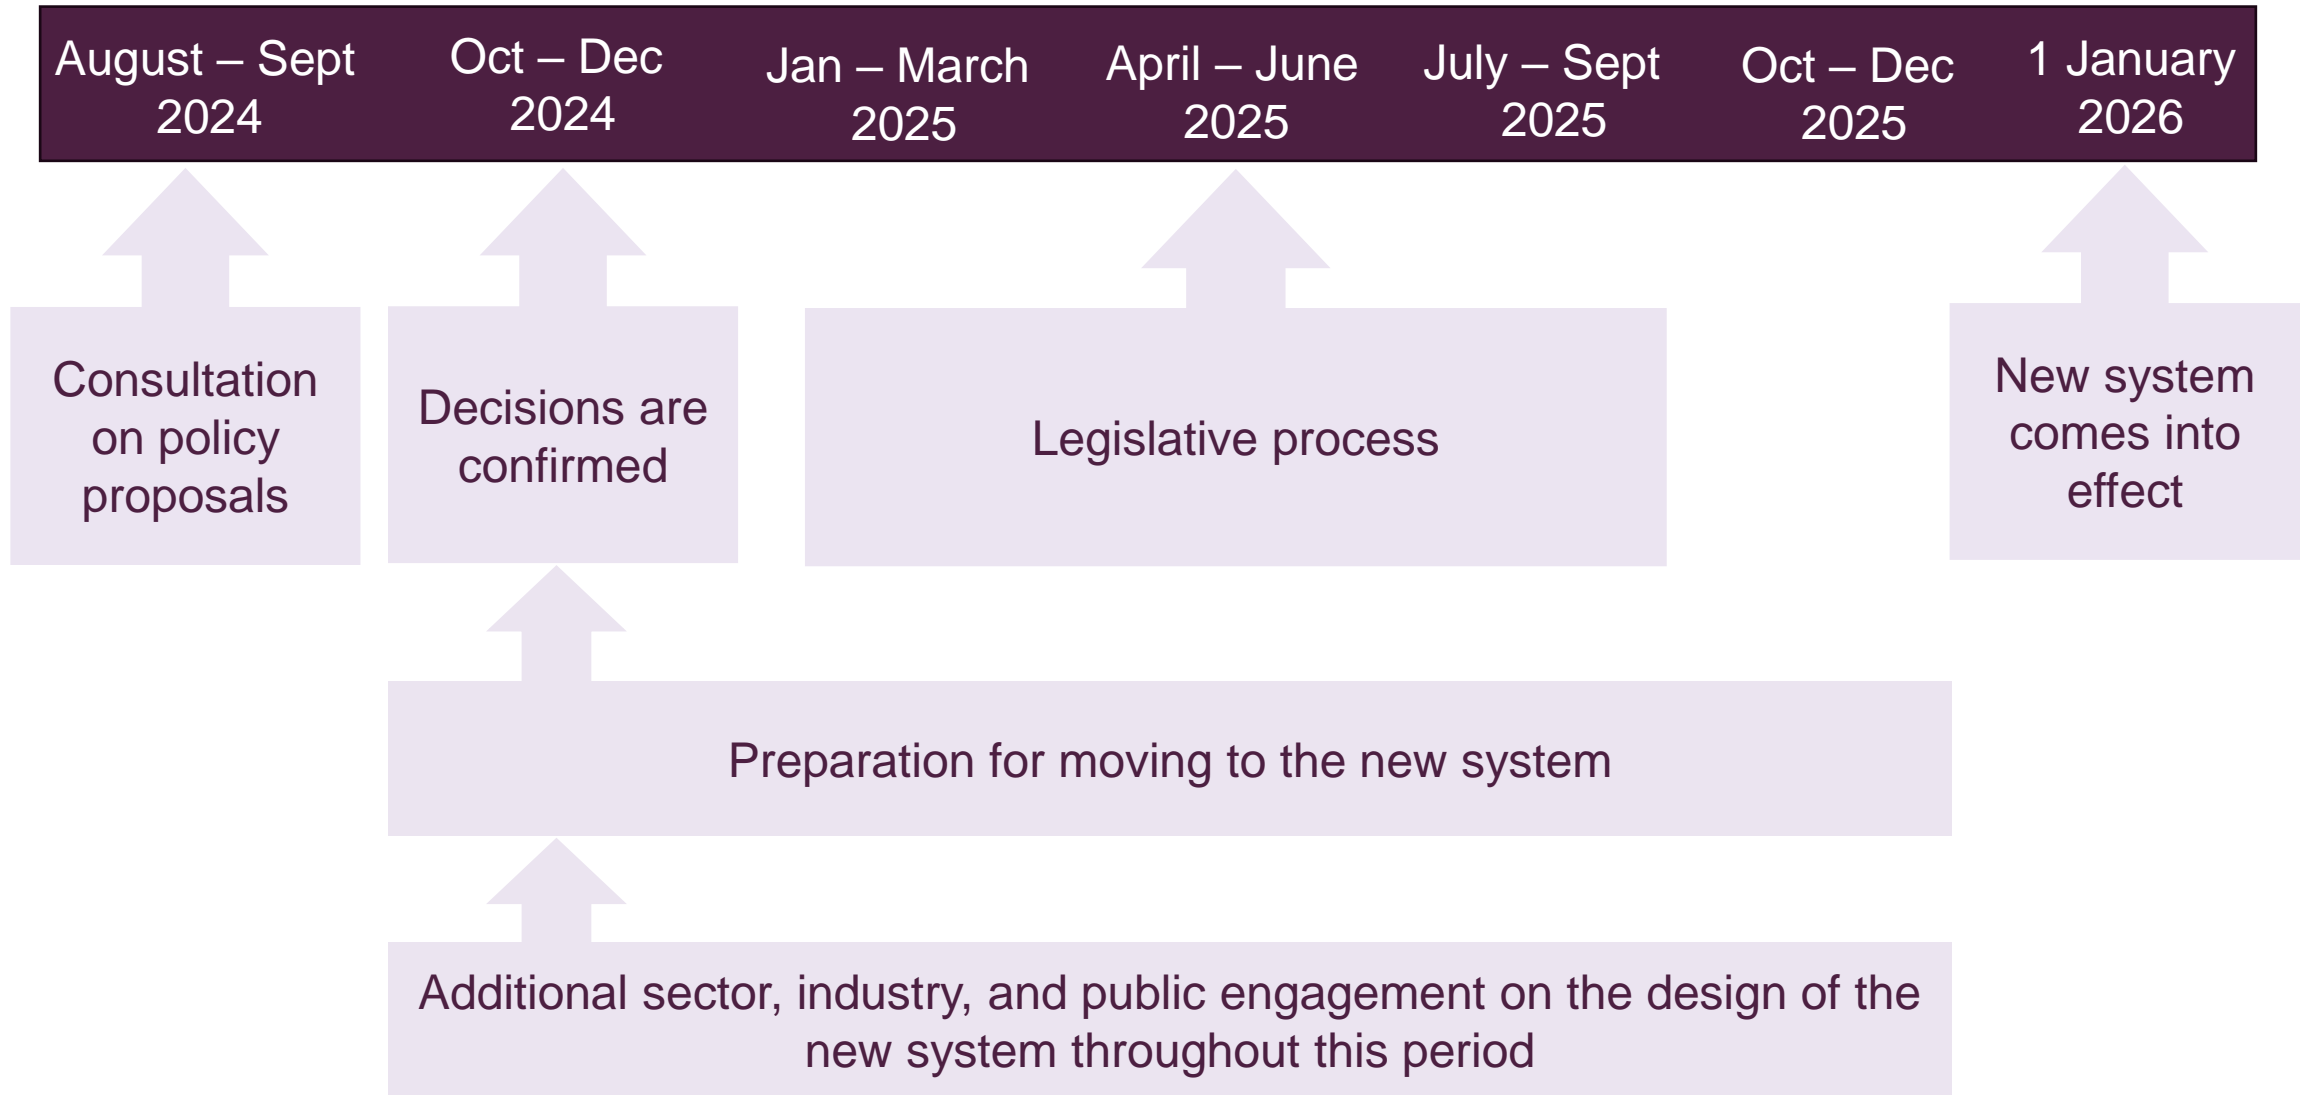 August – Sept
2024
Oct – Dec
2024
Jan – March
2025
April – June
2025
July – Sept
2025
Oct – Dec
2025
1 January
2026
Consultation
on policy
proposals
Decisions are
confirmed
Legislative process
New system
comes into
effect
Preparation for moving to the new system
Additional sector, industry, and public engagement on the design of the
new system throughout this period